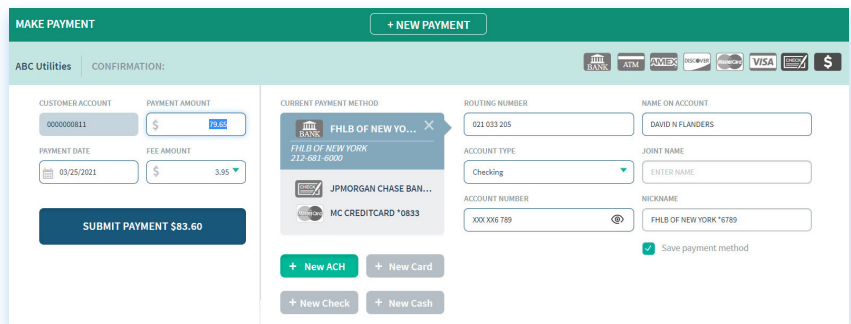 MAKE PAYMENT
+ NEW PAYMENT
ABC Utilities
CONFIRMATION:
BANK
ATM
AMEX
DISCOVER
MasterCard
VISA
CHECK
$
CUSTOMER ACCOUNT
PAYMENT AMOUNT
0000000811
$ 79.65
PAYMENT DATE
FEE AMOUNT
03/25/2021
$ 3.95
SUBMIT PAYMENT $83.60
CURRENT PAYMENT METHOD
BANK FHLB OF NEW YO... ×
FHLB OF NEW YORK
212-681-6000
CHECK JPMORGAN CHASE BAN...
MasterCard MC CREDITCARD *0833
+ New ACH
+ New Card
+ New Check
+ New Cash
ROUTING NUMBER
021 033 205
ACCOUNT TYPE
Checking
ACCOUNT NUMBER
XXX XX6 789
NAME ON ACCOUNT
DAVID N FLANDERS
JOINT NAME
ENTER NAME
NICKNAME
FHLB OF NEW YORK *6789
Save payment method